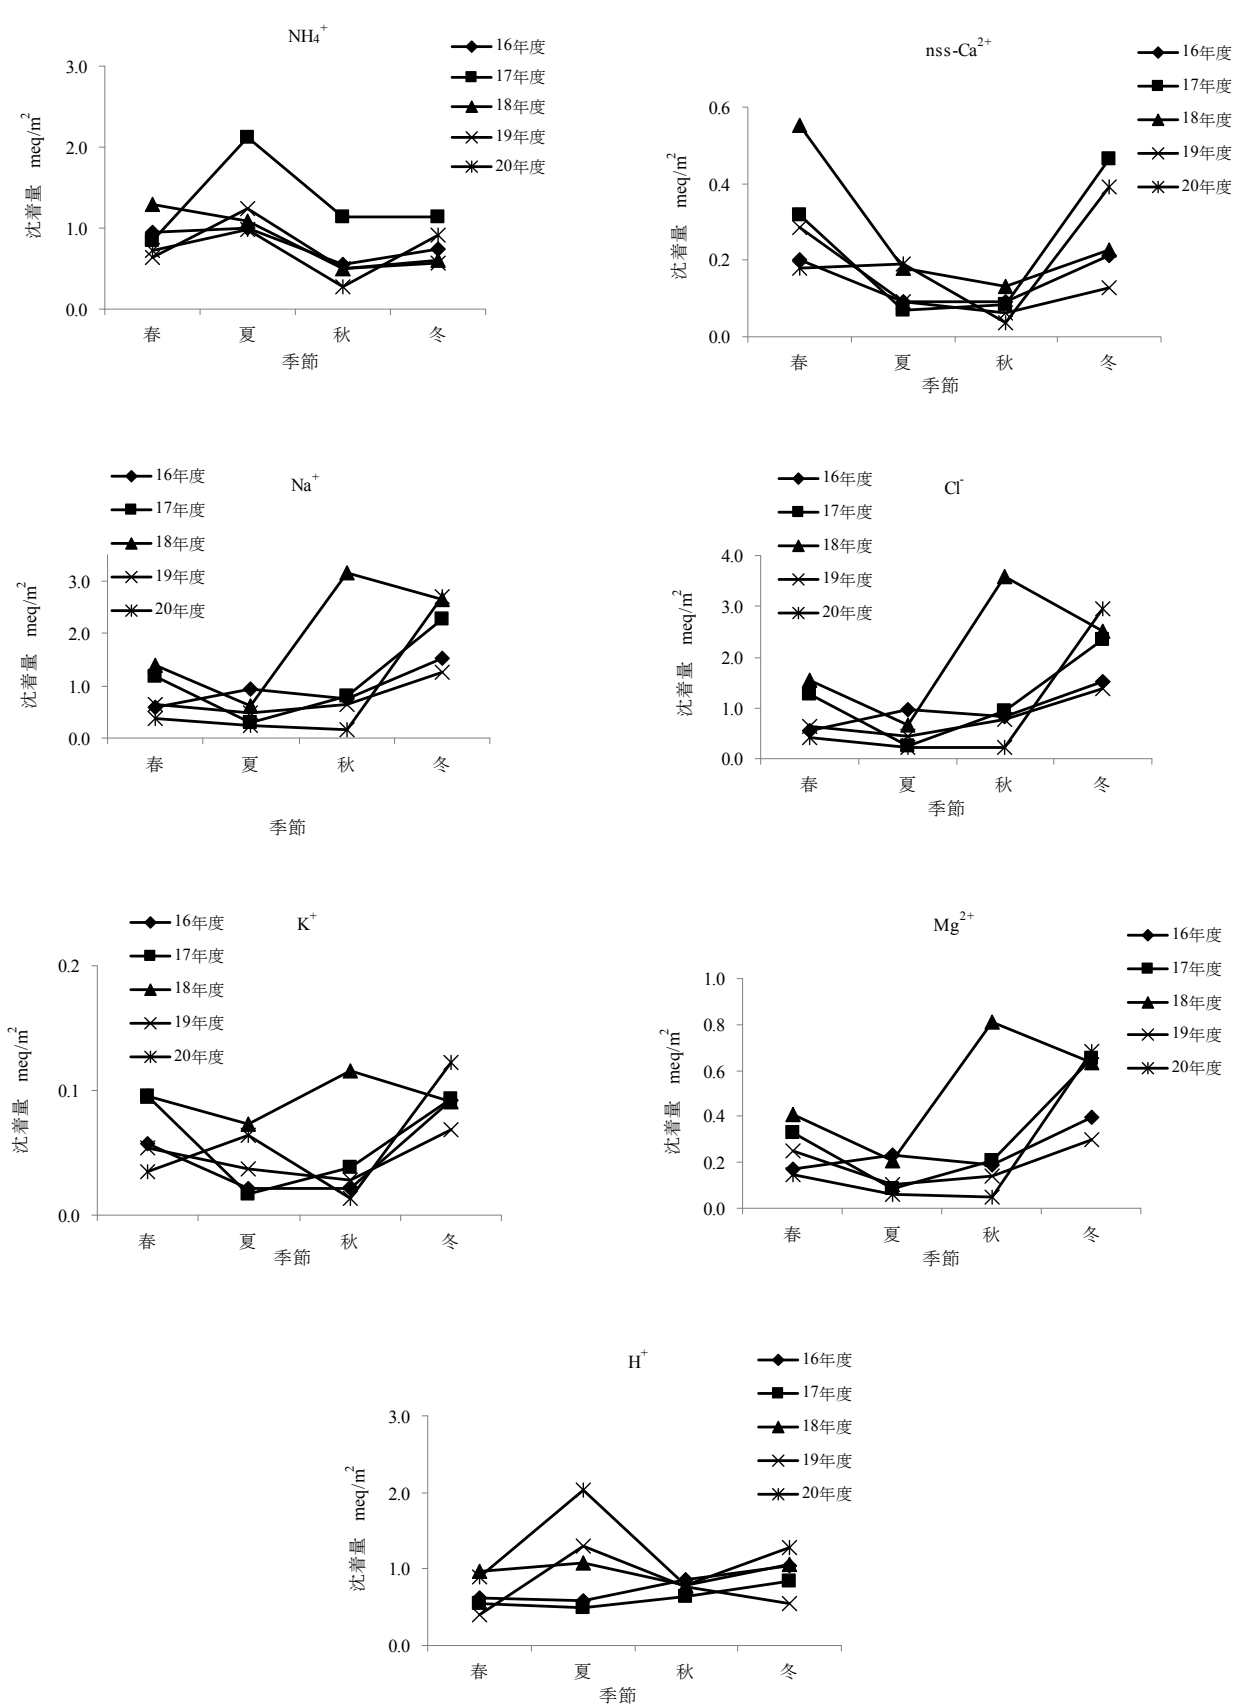 NH₄⁺
16年度
17年度
18年度
19年度
20年度
3.0
2.0
1.0
0.0
沈着量 meq/m²
春 夏 秋 冬
季節
nss-Ca²⁺
16年度
17年度
18年度
19年度
20年度
0.6
0.4
0.2
0.0
沈着量 meq/m²
春 夏 秋 冬
季節
Na⁺
16年度
17年度
18年度
19年度
20年度
3.0
2.0
1.0
0.0
沈着量 meq/m²
春 夏 秋 冬
季節
Cl⁻
16年度
17年度
18年度
19年度
20年度
4.0
3.0
2.0
1.0
0.0
沈着量 meq/m²
春 夏 秋 冬
季節
K⁺
16年度
17年度
18年度
19年度
20年度
0.2
0.1
0.0
沈着量 meq/m²
春 夏 秋 冬
季節
Mg²⁺
16年度
17年度
18年度
19年度
20年度
1.0
0.8
0.6
0.4
0.2
0.0
沈着量 meq/m²
春 夏 秋 冬
季節
H⁺
16年度
17年度
18年度
19年度
20年度
3.0
2.0
1.0
0.0
沈着量 meq/m²
春 夏 秋 冬
季節